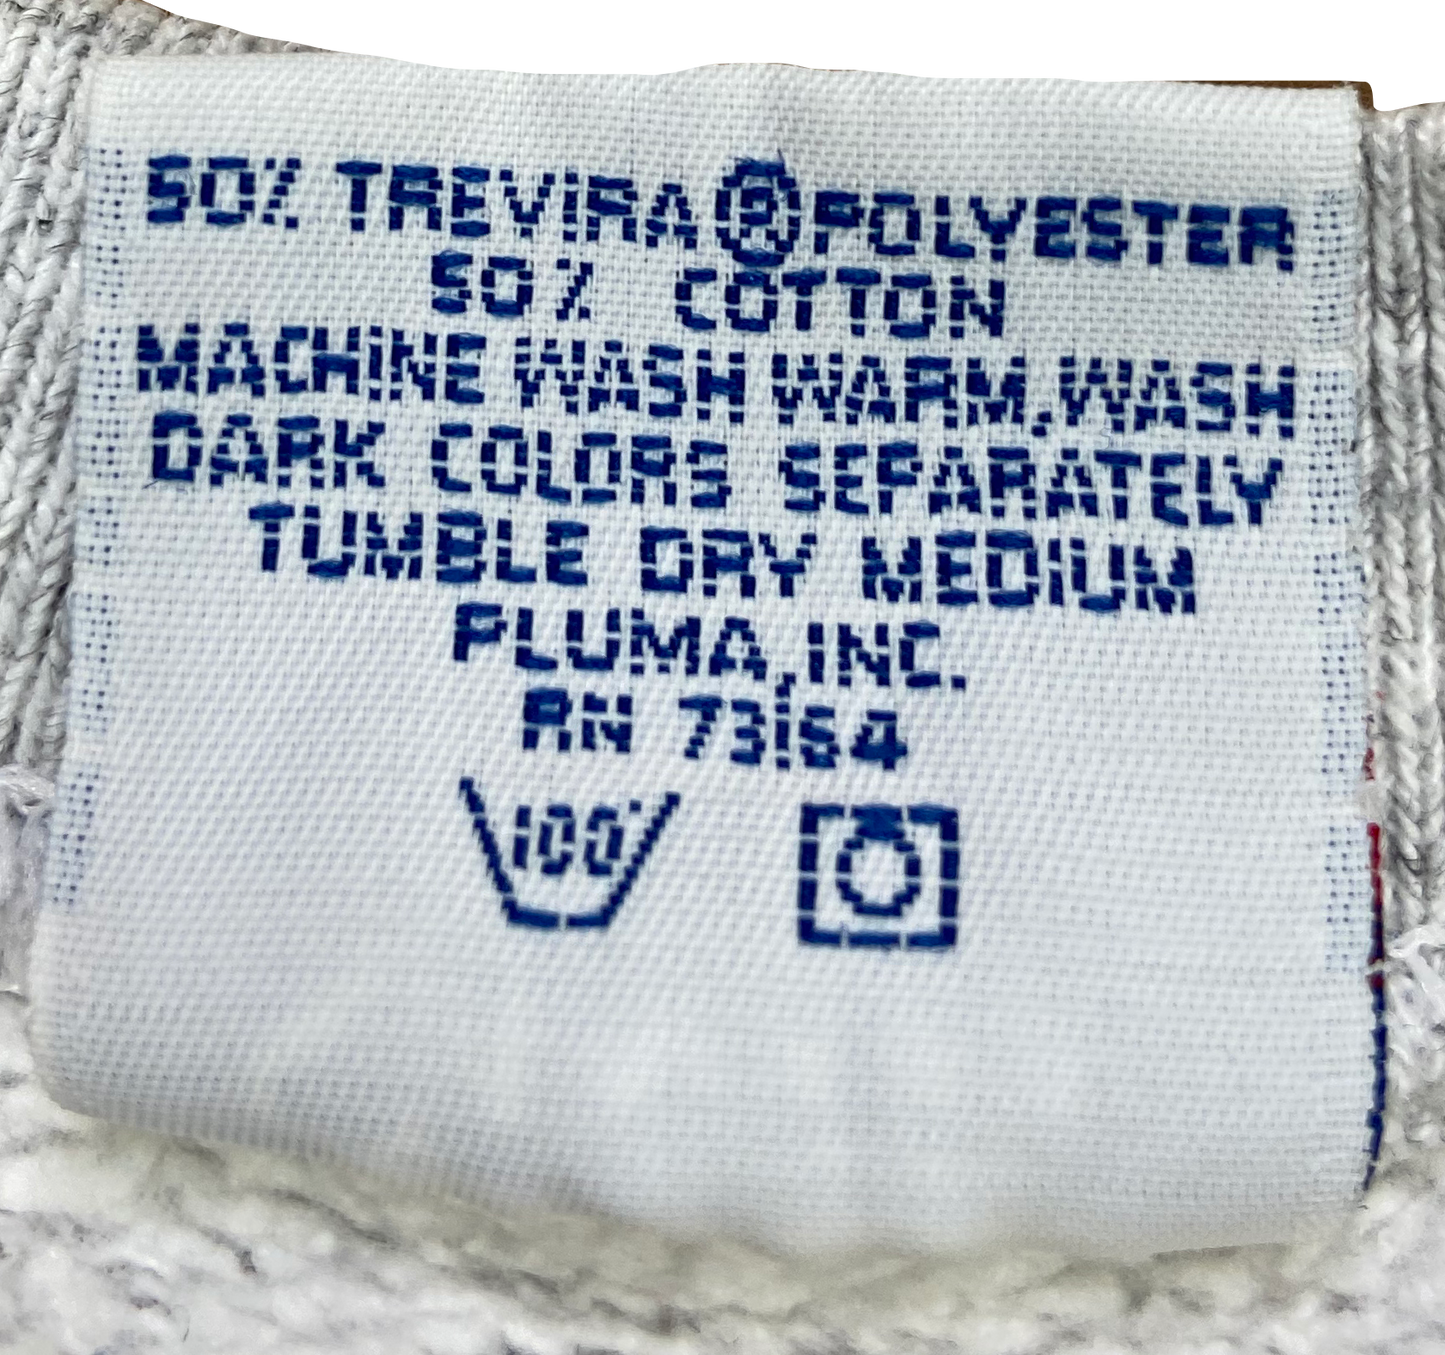 50% TREVIRA®POLYESTER
50% COTTON
MACHINE WASH WARM,WASH
DARK COLORS SEPARATELY
TUMBLE DRY MEDIUM
PLUMA,INC.
RN 73164
100°